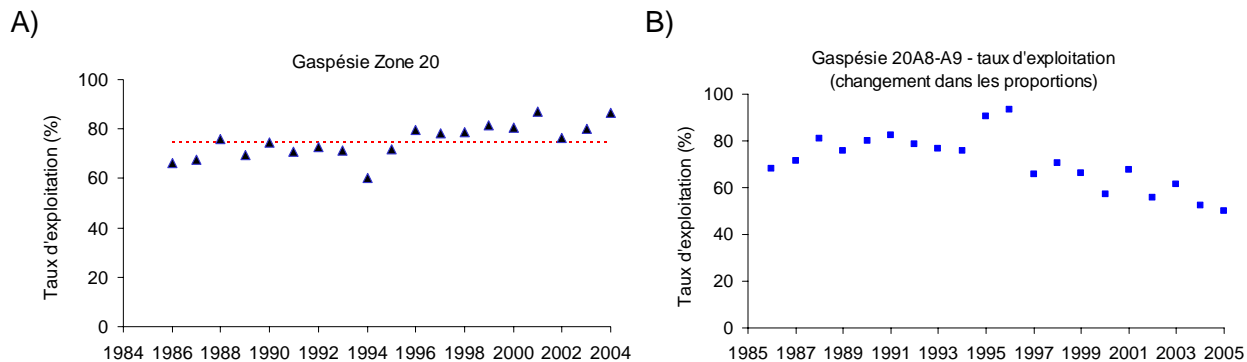 A)
Gaspésie Zone 20
Taux d'exploitation (%)
100
80
60
40
20
0
1984 1986 1988 1990 1992 1994 1996 1998 2000 2002 2004
B)
Gaspésie 20A8-A9 - taux d'exploitation
(changement dans les proportions)
Taux d'exploitation (%)
100
80
60
40
20
0
1985 1987 1989 1991 1993 1995 1997 1999 2001 2003 2005